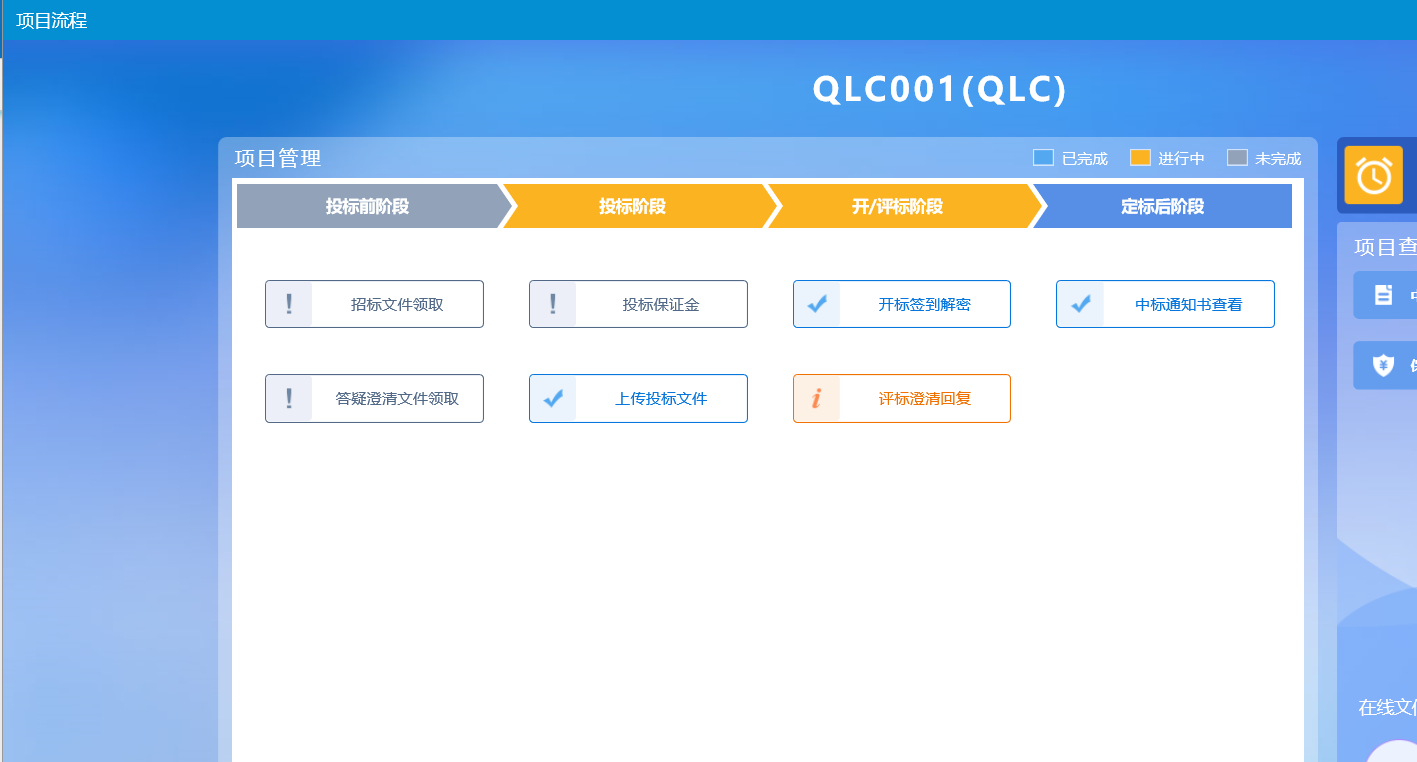 项目流程
QLC001(QLC)
项目管理
已完成 进行中 未完成
投标前阶段 投标阶段 开/评标阶段 定标后阶段
招标文件领取 投标保证金 开标签到解密 中标通知书查看
答疑澄清文件领取 上传投标文件 评标澄清回复
项目查
中
在线文